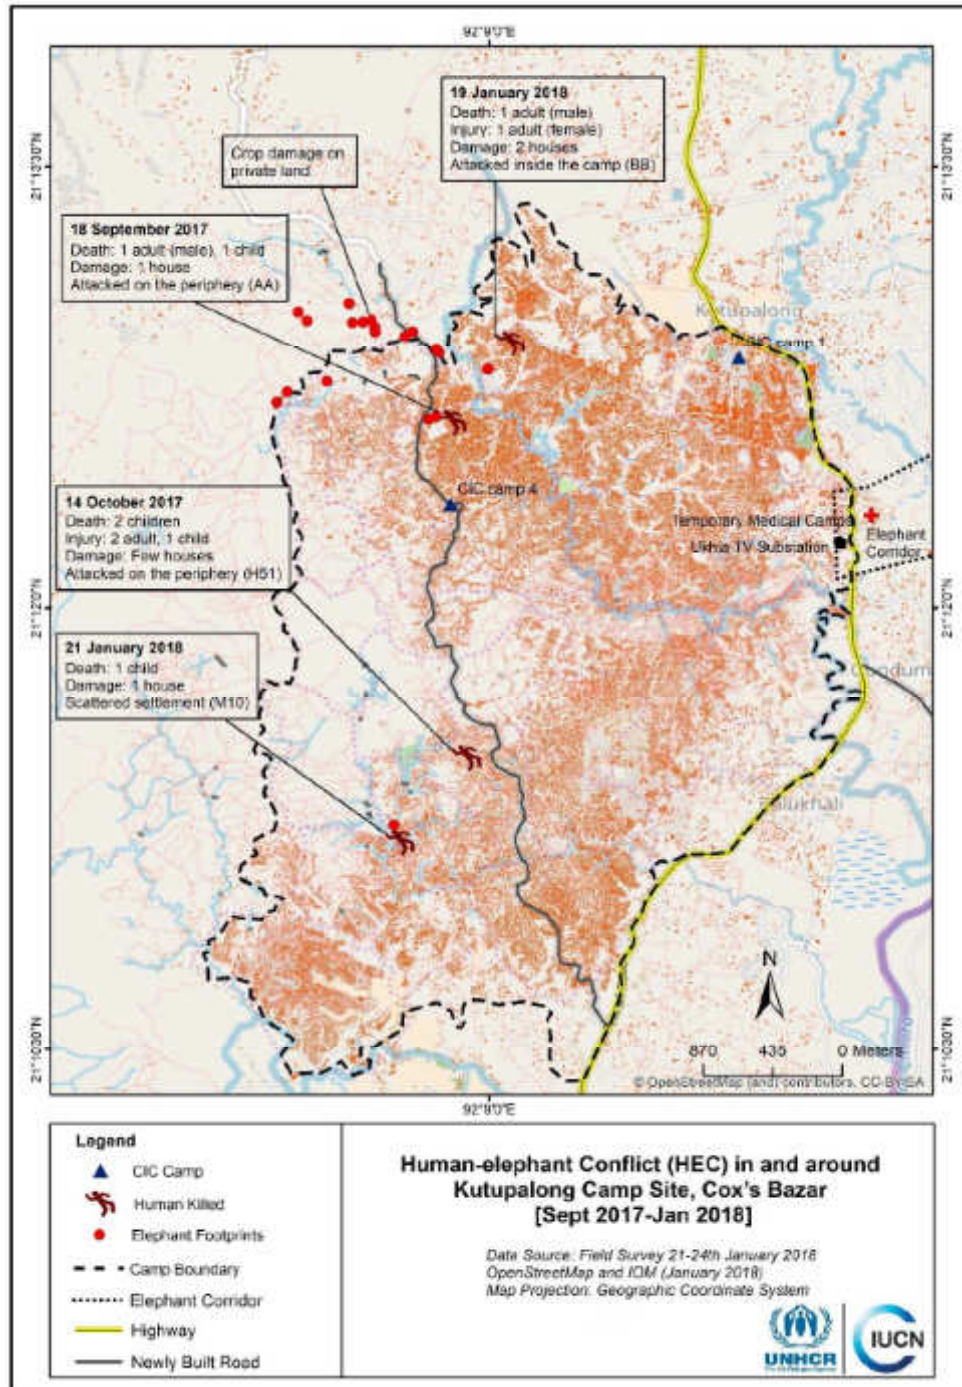 92°9'0"E
19 January 2018
Death: 1 adult (male)
Injury: 1 adult (female)
Damage: 2 houses
Attacked inside the camp (BB)
Crop damage on
private land
21°13'30"N
21°13'30"N
18 September 2017
Death: 1 adult (male), 1 child
Damage: 1 house
Attacked on the periphery (AA)
Kutupalong
CIC camp 1
14 October 2017
Death: 2 children
Injury: 2 adult, 1 child
Damage: Few houses
Attacked on the periphery (H51)
CIC camp 4
Temporary Medical Camps
Ukhia TV Substation
Elephant
Corridor
21°12'0"N
21°12'0"N
21 January 2018
Death: 1 child
Damage: 1 house
Scattered settlement (M10)
N
21°10'30"N
21°10'30"N
870 435 0 Meters
© OpenStreetMap (and) contributors, CC-BY-SA
92°9'0"E
Legend
CIC Camp
Human Killed
Elephant Footprints
Camp Boundary
Elephant Corridor
Highway
Newly Built Road
Human-elephant Conflict (HEC) in and around
Kutupalong Camp Site, Cox's Bazar
[Sept 2017-Jan 2018]
Data Source: Field Survey 21-24th January 2018
OpenStreetMap and IOM (January 2018)
Map Projection: Geographic Coordinate System
UNHCR
IUCN